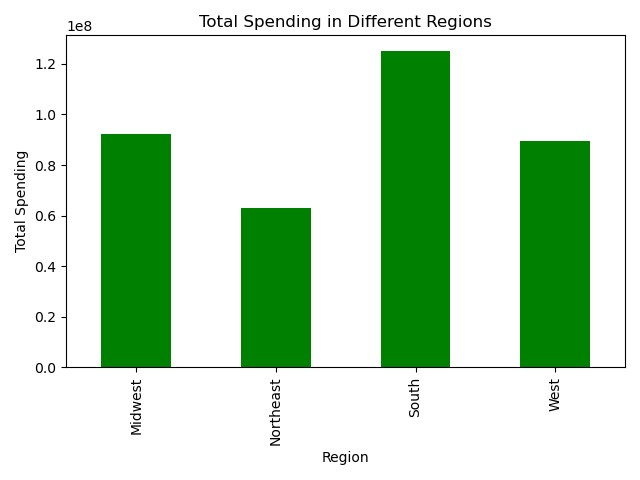 Total Spending in Different Regions
1e8
1.2
1.0
0.8
0.6
0.4
0.2
0.0
Total Spending
Midwest
Northeast
South
West
Region